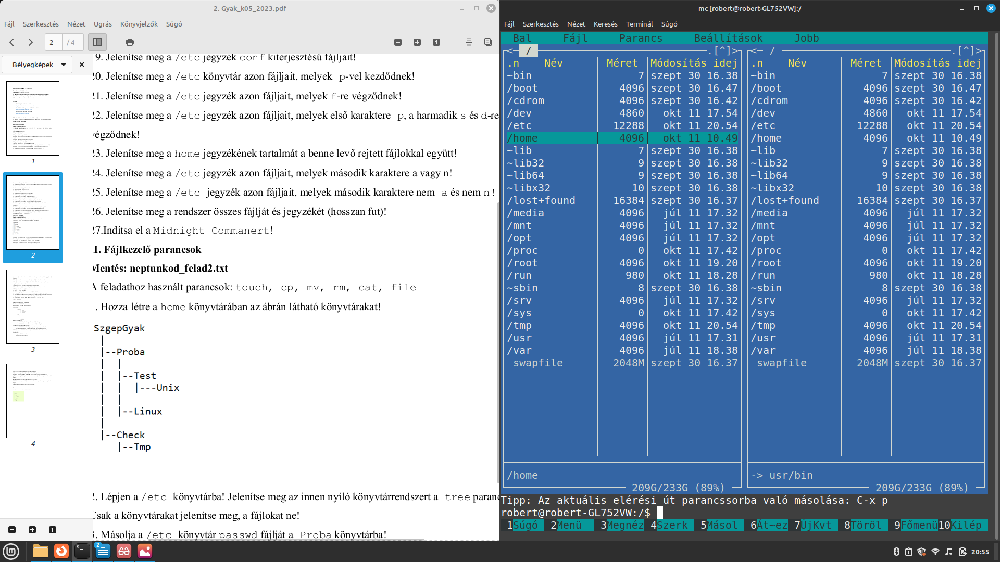 2. Gyak_k05_2023.pdf
Fájl Szerkesztés Nézet Ugrás Könyvjelzők Súgó
2 / 4
Bélyegképek
1
2
3
4
19. Jelenítse meg a /etc jegyzék conf kiterjesztésű fájljait!
20. Jelenítse meg a /etc könyvtár azon fájljait, melyek p-vel kezdődnek!
21. Jelenítse meg a /etc jegyzék azon fájljait, melyek f-re végződnek!
22. Jelenítse meg a /etc jegyzék azon fájljait, melyek első karaktere p, a harmadik s és d-re
végződnek!
23. Jelenítse meg a home jegyzékének tartalmát a benne levő rejtett fájlokkal együtt!
24. Jelenítse meg a /etc jegyzék azon fájljait, melyek második karaktere a vagy n!
25. Jelenítse meg a /etc jegyzék azon fájljait, melyek második karaktere nem a és nem n!
26. Jelenítse meg a rendszer összes fájlját és jegyzékét (hosszan fut)!
27.Indítsa el a Midnight Commanert!
II. Fájlkezelő parancsok
Mentés: neptunkod_felad2.txt
A feladathoz használt parancsok: touch, cp, mv, rm, cat, file
1. Hozza létre a home könyvtárában az ábrán látható könyvtárakat!
SzgepGyak
|
|--Proba
| |
| |--Test
| | |---Unix
| |
| |--Linux
|
|--Check
|--Tmp
2. Lépjen a /etc könyvtárba! Jelenítse meg az innen nyíló könyvtárrendszert a tree paranc
Csak a könyvtárakat jelenítse meg, a fájlokat ne!
3. Másolja a /etc könyvtár passwd fájlját a Proba könyvtárba!
1
mc [robert@robert-GL752VW]:/
Fájl Szerkesztés Nézet Keresés Terminál Súgó
Bal Fájl Parancs Beállítások Jobb
<─ / .[^]> <─ / .[^]>
.n Név Méret Módosítás idej .n Név Méret Módosítás idej
~bin 7 szept 30 16.38 ~bin 7 szept 30 16.38
/boot 4096 szept 30 16.47 /boot 4096 szept 30 16.47
/cdrom 4096 szept 30 16.42 /cdrom 4096 szept 30 16.42
/dev 4860 okt 11 17.54 /dev 4860 okt 11 17.54
/etc 12288 okt 11 20.54 /etc 12288 okt 11 20.54
/home 4096 okt 11 10.49 /home 4096 okt 11 10.49
~lib 7 szept 30 16.38 ~lib 7 szept 30 16.38
~lib32 9 szept 30 16.38 ~lib32 9 szept 30 16.38
~lib64 9 szept 30 16.38 ~lib64 9 szept 30 16.38
~libx32 10 szept 30 16.38 ~libx32 10 szept 30 16.38
/lost+found 16384 szept 30 16.37 /lost+found 16384 szept 30 16.37
/media 4096 júl 11 17.32 /media 4096 júl 11 17.32
/mnt 4096 júl 11 17.32 /mnt 4096 júl 11 17.32
/opt 4096 júl 11 17.32 /opt 4096 júl 11 17.32
/proc 0 okt 11 17.42 /proc 0 okt 11 17.42
/root 4096 okt 11 19.20 /root 4096 okt 11 19.20
/run 980 okt 11 18.28 /run 980 okt 11 18.28
~sbin 8 szept 30 16.38 ~sbin 8 szept 30 16.38
/srv 4096 júl 11 17.32 /srv 4096 júl 11 17.32
/sys 0 okt 11 17.42 /sys 0 okt 11 17.42
/tmp 4096 okt 11 20.54 /tmp 4096 okt 11 20.54
/usr 4096 júl 11 17.31 /usr 4096 júl 11 17.31
/var 4096 júl 11 18.38 /var 4096 júl 11 18.38
swapfile 2048M szept 30 16.37 swapfile 2048M szept 30 16.37
/home -> usr/bin
209G/233G (89%) 209G/233G (89%)
Tipp: Az aktuális elérési út parancssorba való másolása: C-x p
robert@robert-GL752VW:/$
1Súgó 2Menü 3Megnéz 4Szerk 5Másol 6Át~ez 7ÚjKvt 8Töröl 9Főmenü 10Kilép
2
20:55